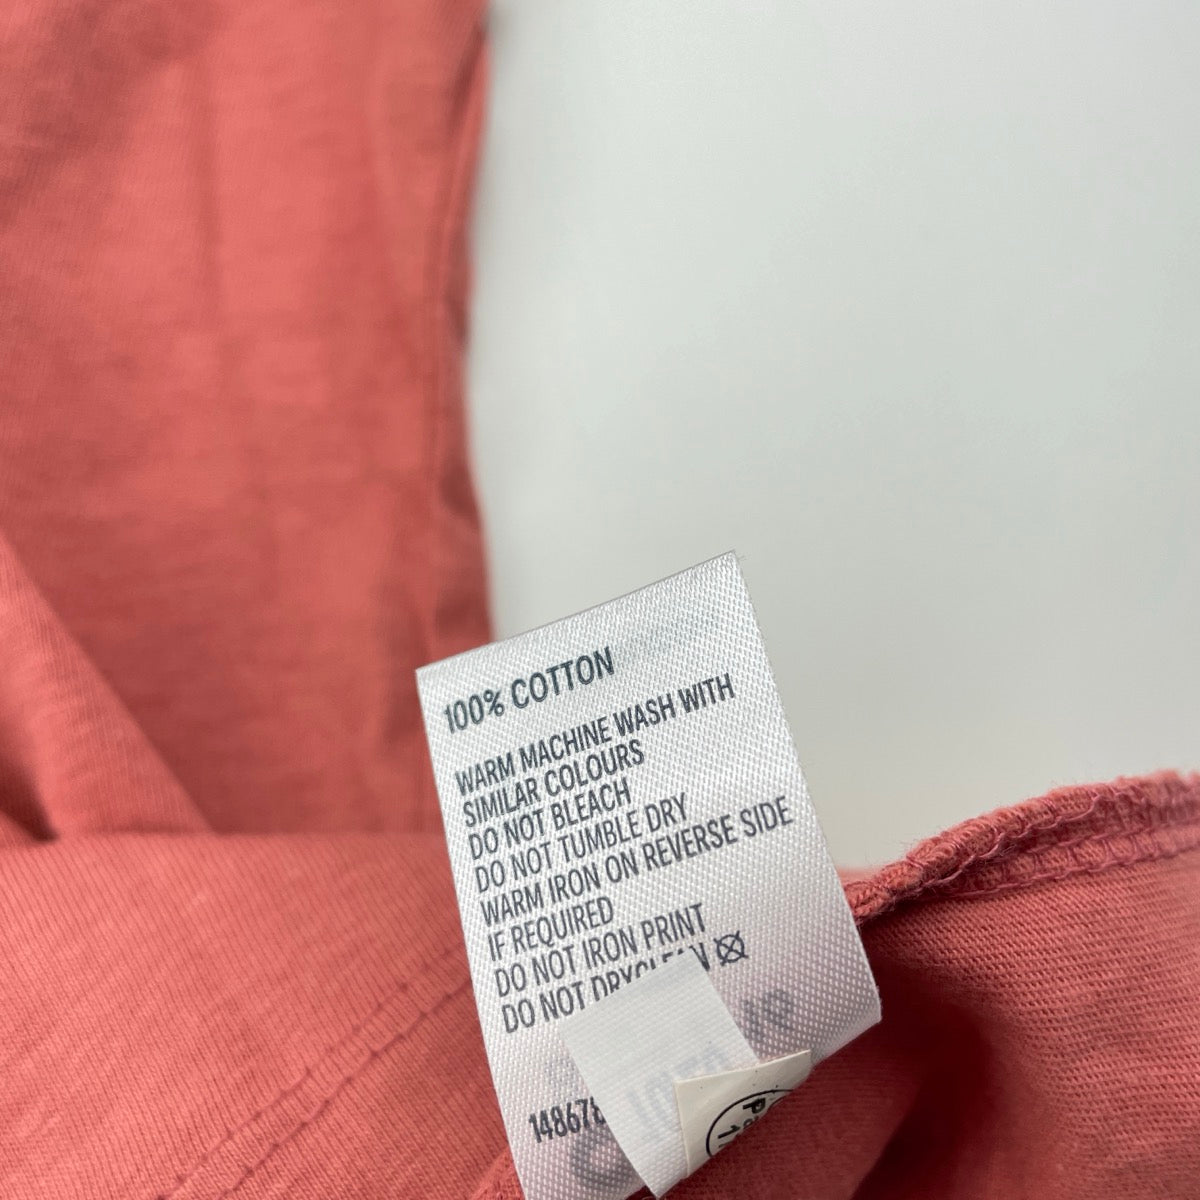 100% COTTON
WARM MACHINE WASH WITH
SIMILAR COLOURS
DO NOT BLEACH
DO NOT TUMBLE DRY
WARM IRON ON REVERSE SIDE
IF REQUIRED
DO NOT IRON PRINT
DO NOT DRYCLEAN